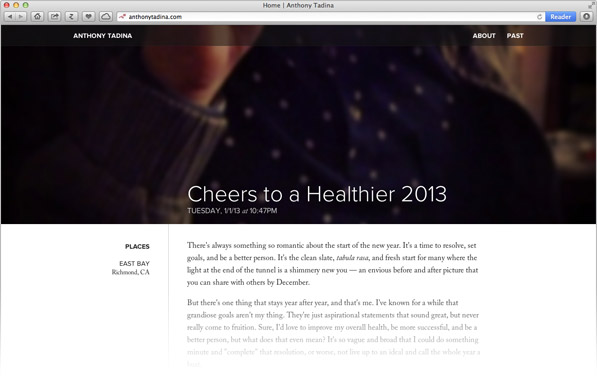 Home | Anthony Tadina
anthonytadina.com
Reader
ANTHONY TADINA
ABOUT PAST
Cheers to a Healthier 2013
TUESDAY, 1/1/13 at 10:47PM
PLACES
EAST BAY
Richmond, CA
There's always something so romantic about the start of the new year. It's a time to resolve, set
goals, and be a better person. It's the clean slate, tabula rasa, and fresh start for many where the
light at the end of the tunnel is a shimmery new you — an envious before and after picture that
you can share with others by December.
But there's one thing that stays year after year, and that's me. I've known for a while that
grandiose goals aren't my thing. They're just aspirational statements that sound great, but never
really come to fruition. Sure, I'd love to improve my overall health, be more successful, and be a
better person, but what does that even mean? It's so vague and broad that I could do something
minute and "complete" that resolution, or worse, not live up to an ideal and call the whole year a